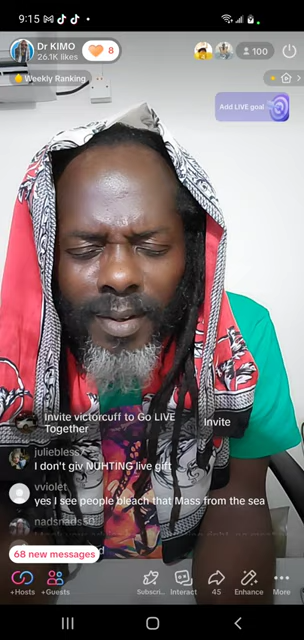 9:15
Dr KIMO
26.1K likes
8
100
Weekly Ranking
Add LIVE goal
Invite victorcuff to Go LIVE
Together
Invite
juliebless7
I don't giv NUHTING live gift
vviolet
yes I see people bleach that Mass from the sea
nadsnads50
68 new messages
+Hosts
+Guests
Subscri...
Interact
45
Enhance
More